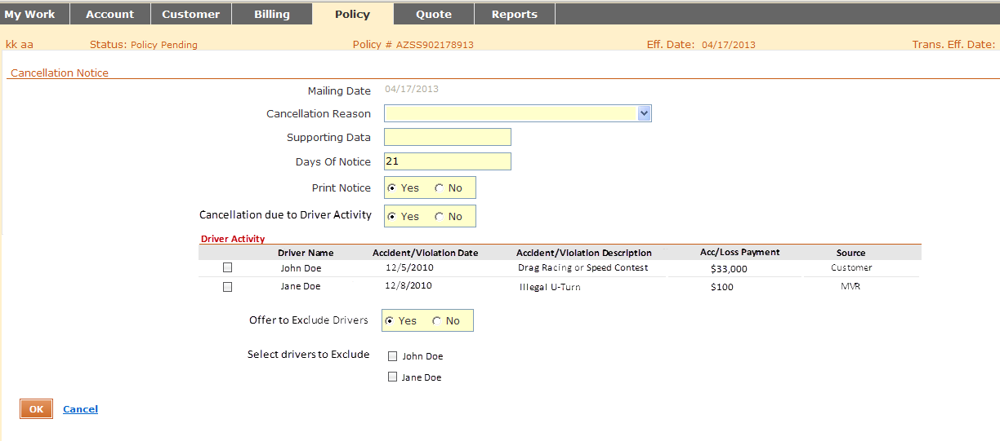 My Work Account Customer Billing Policy Quote Reports
kk aa Status: Policy Pending Policy # AZSS902178913 Eff. Date: 04/17/2013 Trans. Eff. Date:
Cancellation Notice
Mailing Date 04/17/2013
Cancellation Reason
Supporting Data
Days Of Notice 21
Print Notice Yes No
Cancellation due to Driver Activity Yes No
Driver Activity
Driver Name Accident/Violation Date Accident/Violation Description Acc/Loss Payment Source
John Doe 12/5/2010 Drag Racing or Speed Contest $33,000 Customer
Jane Doe 12/8/2010 Illegal U-Turn $100 MVR
Offer to Exclude Drivers Yes No
Select drivers to Exclude John Doe
Jane Doe
OK Cancel